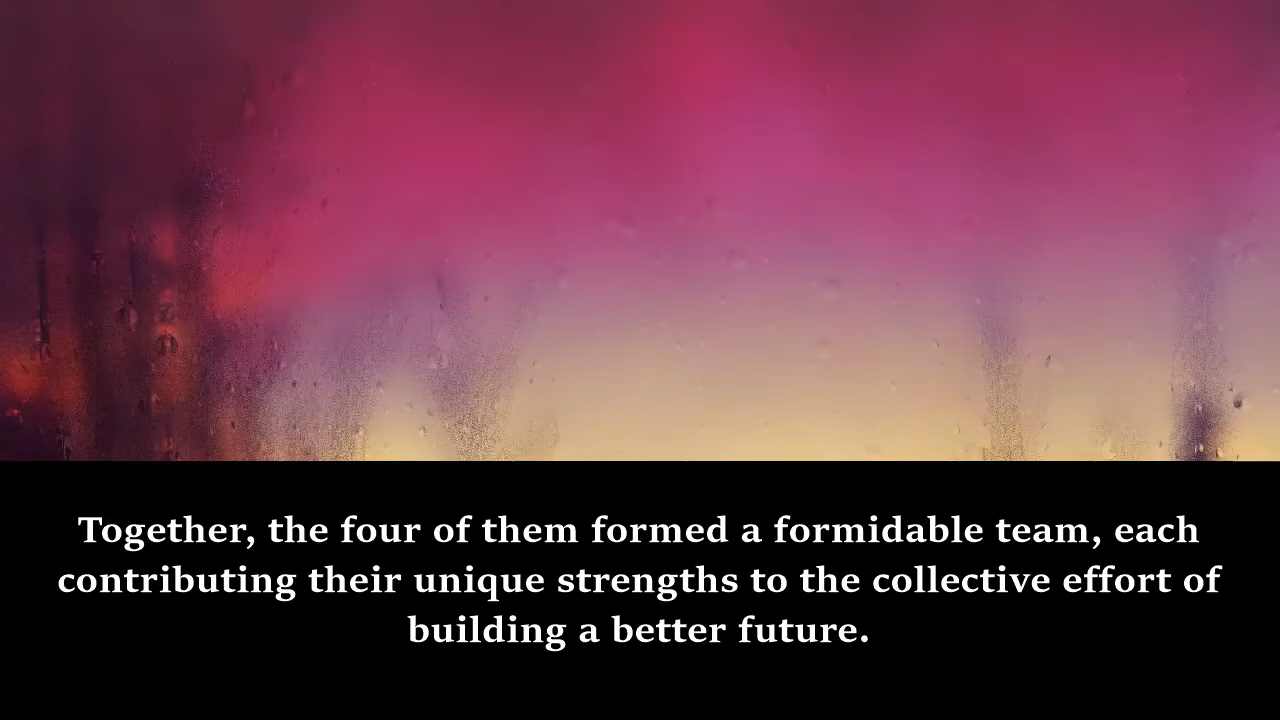 Together, the four of them formed a formidable team, each
contributing their unique strengths to the collective effort of
building a better future.